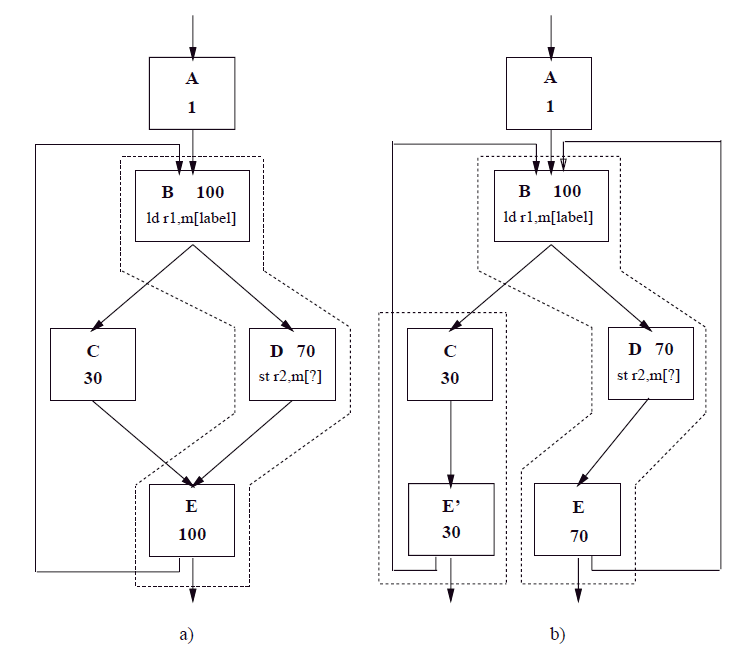 A
1
B 100
ld r1,m[label]
C
30
D 70
st r2,m[?]
E
100
a)
A
1
B 100
ld r1,m[label]
C
30
D 70
st r2,m[?]
E’
30
E
70
b)